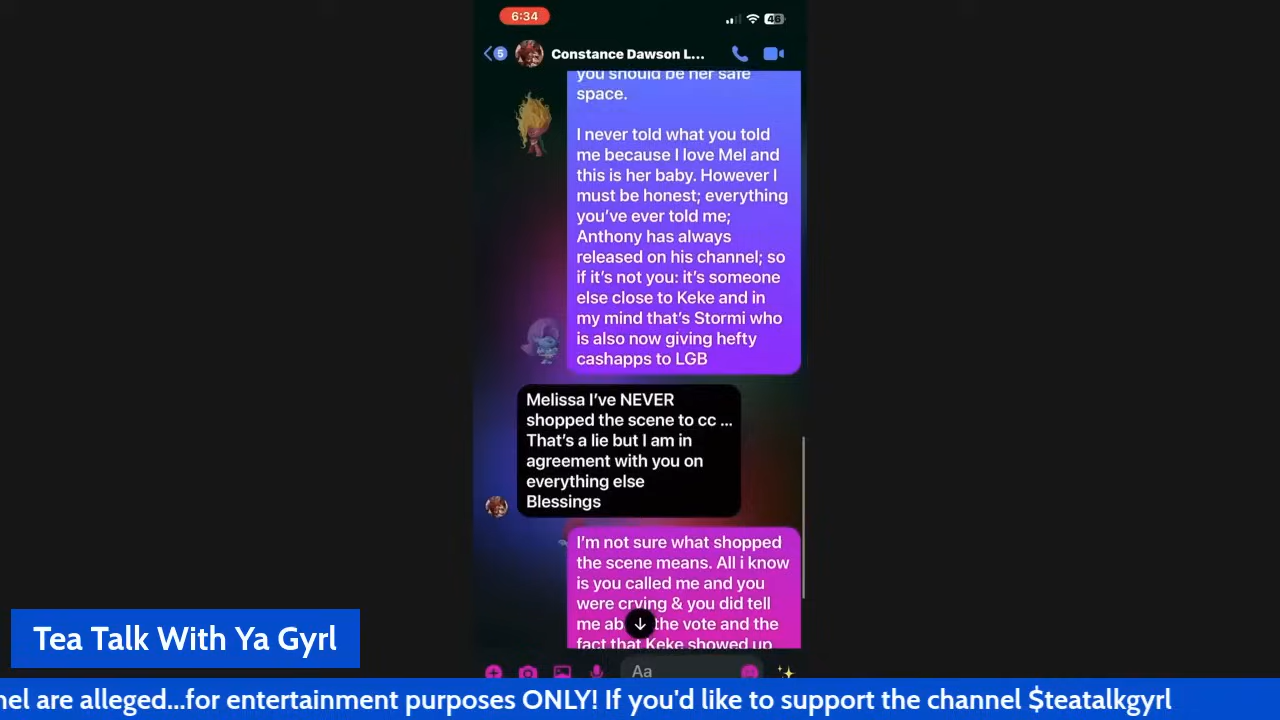 6:34
46
5
Constance Dawson L...
you should be her safe
space.
I never told what you told
me because I love Mel and
this is her baby. However I
must be honest; everything
you've ever told me;
Anthony has always
released on his channel; so
if it's not you: it's someone
else close to Keke and in
my mind that's Stormi who
is also now giving hefty
cashapps to LGB
Melissa I've NEVER
shopped the scene to cc ...
That's a lie but I am in
agreement with you on
everything else
Blessings
I'm not sure what shopped
the scene means. All i know
is you called me and you
were crying & you did tell
me ab the vote and the
fact that Keke showed up
Aa
Tea Talk With Ya Gyrl
nel are alleged...for entertainment purposes ONLY! If you'd like to support the channel $teatalkgyrl